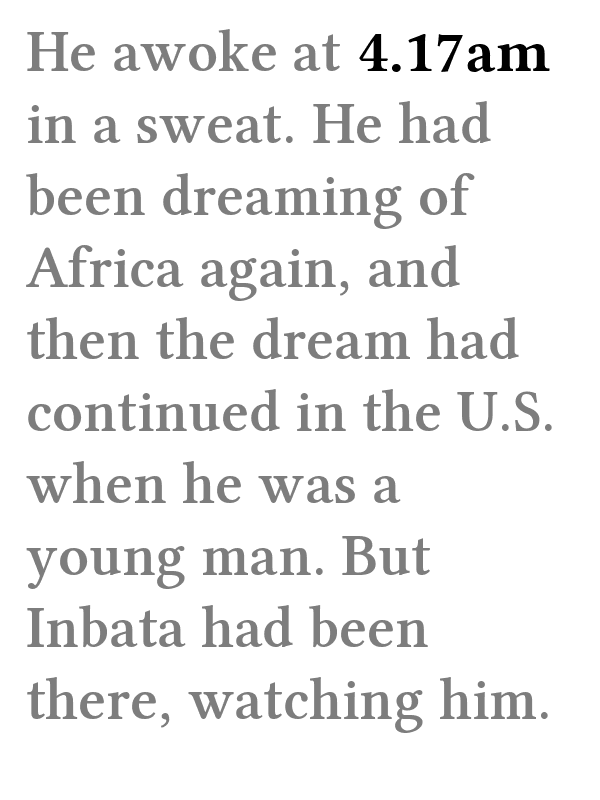 He awoke at 4.17am
in a sweat. He had
been dreaming of
Africa again, and
then the dream had
continued in the U.S.
when he was a
young man. But
Inbata had been
there, watching him.